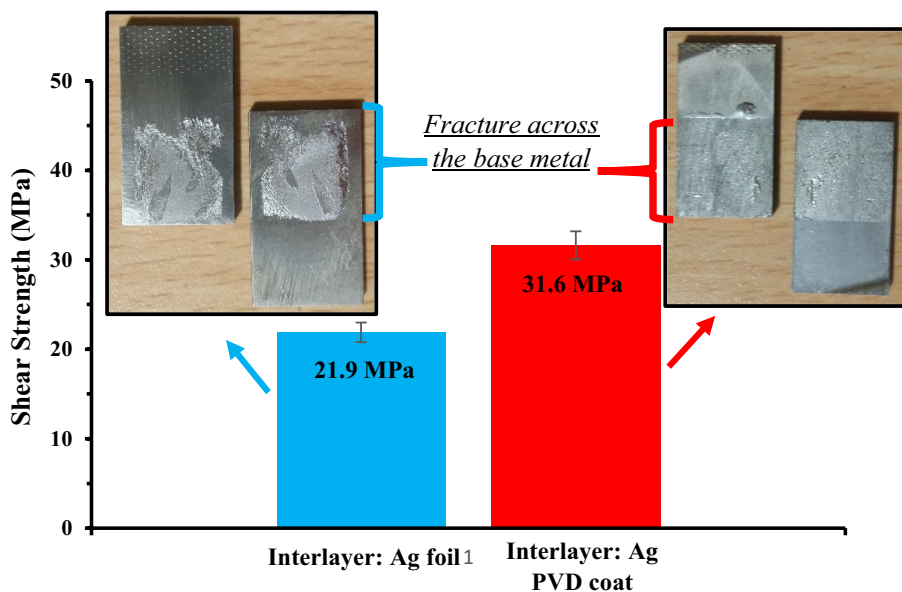 Shear Strength (MPa)
50
40
30
20
10
0
Fracture across
the base metal
21.9 MPa
31.6 MPa
Interlayer: Ag foil 1
Interlayer: Ag
PVD coat